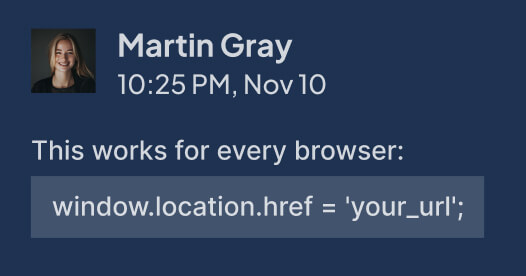 Martin Gray
10:25 PM, Nov 10
This works for every browser:
window.location.href = 'your_url';